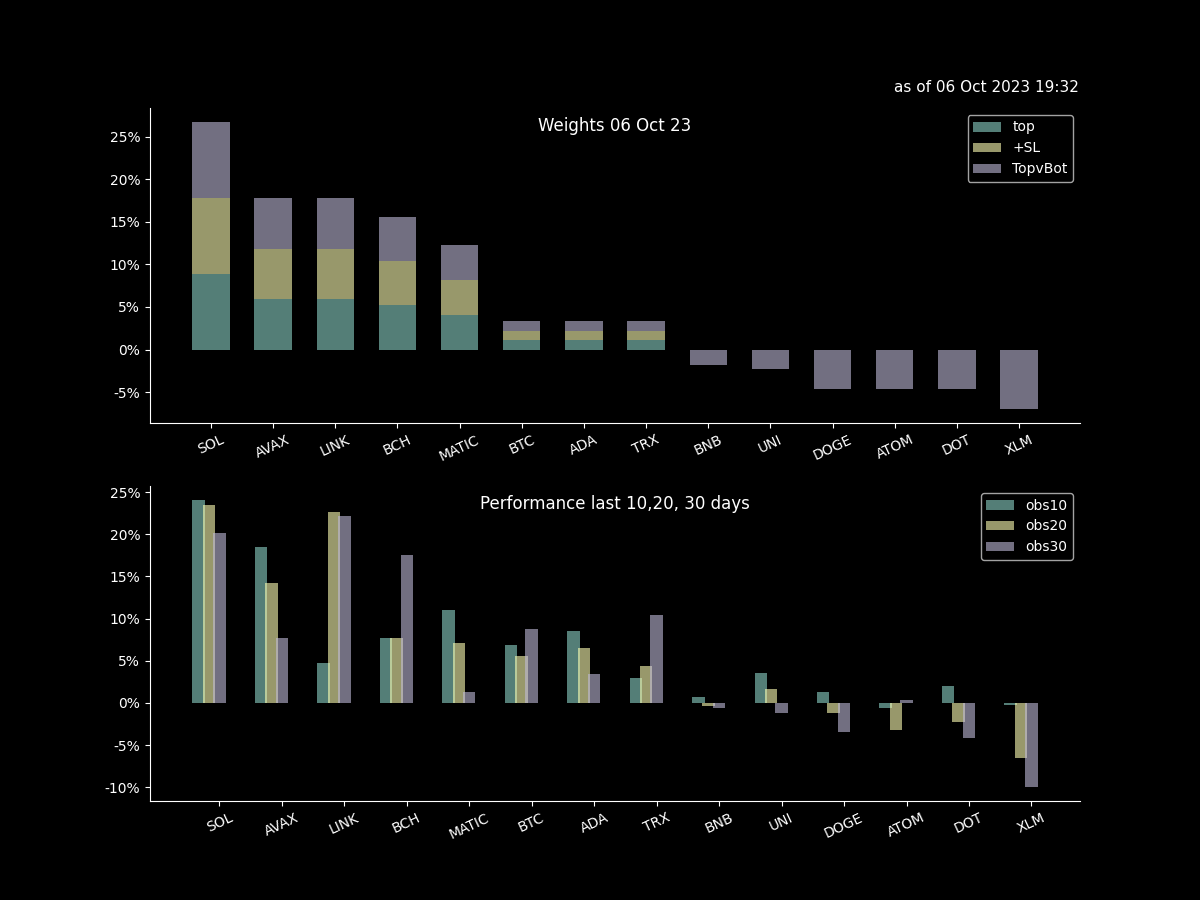 as of 06 Oct 2023 19:32
Weights 06 Oct 23
top
+SL
TopvBot
25%
20%
15%
10%
5%
0%
-5%
SOL AVAX LINK BCH MATIC BTC ADA TRX BNB UNI DOGE ATOM DOT XLM
Performance last 10,20, 30 days
obs10
obs20
obs30
25%
20%
15%
10%
5%
0%
-5%
-10%
SOL AVAX LINK BCH MATIC BTC ADA TRX BNB UNI DOGE ATOM DOT XLM